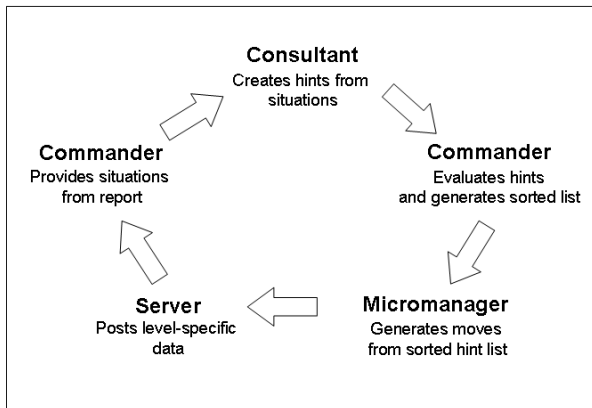 Consultant
Creates hints from
situations
Commander
Provides situations
from report
Commander
Evaluates hints
and generates sorted list
Server
Posts level-specific
data
Micromanager
Generates moves
from sorted hint list